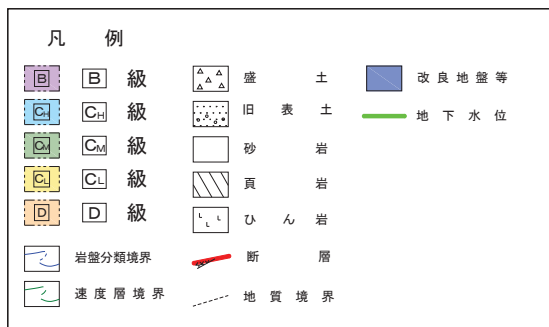 凡例
B B 級
CH CH 級
CM CM 級
CL CL 級
D D 級
岩盤分類境界
速度層境界
盛土
旧表土
砂岩
頁岩
ひん岩
断層
地質境界
改良地盤等
地下水位